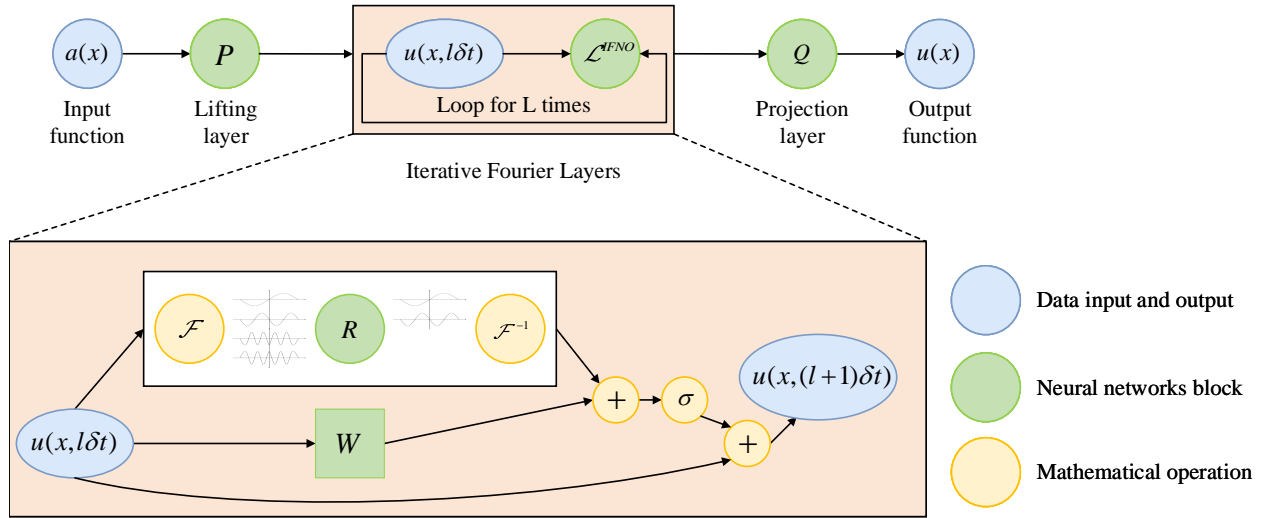 a(x)
P
u(x,lδt)
ℒ^IFNO
Q
u(x)
Loop for L times
Input
function
Lifting
layer
Projection
layer
Output
function
Iterative Fourier Layers
ℱ
R
ℱ^-1
u(x,lδt)
W
+
σ
+
u(x,(l+1)δt)
Data input and output
Neural networks block
Mathematical operation